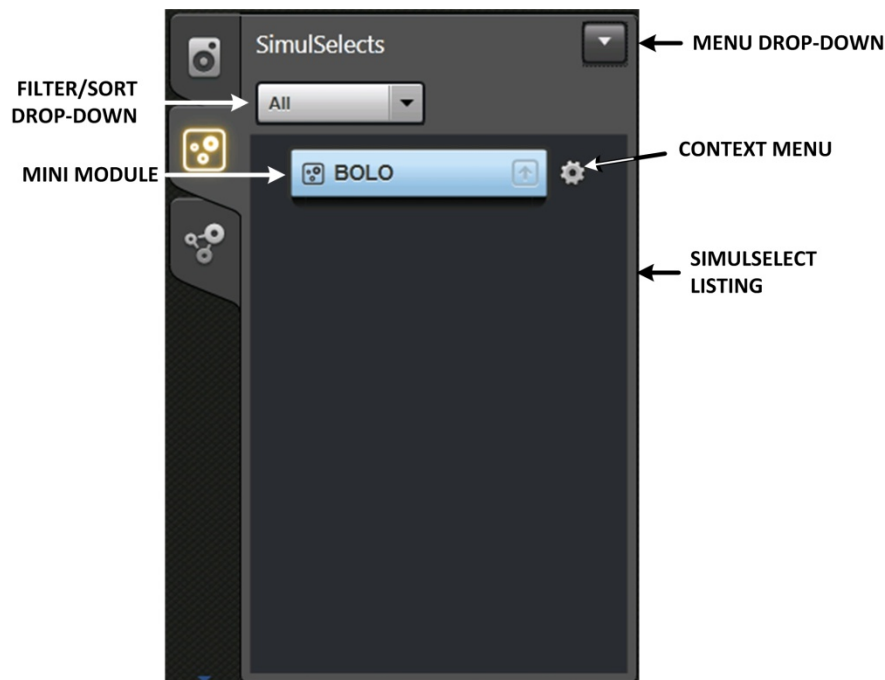 SimulSelects
MENU DROP-DOWN
FILTER/SORT
DROP-DOWN
All
MINI MODULE
BOLO
CONTEXT MENU
SIMULSELECT
LISTING